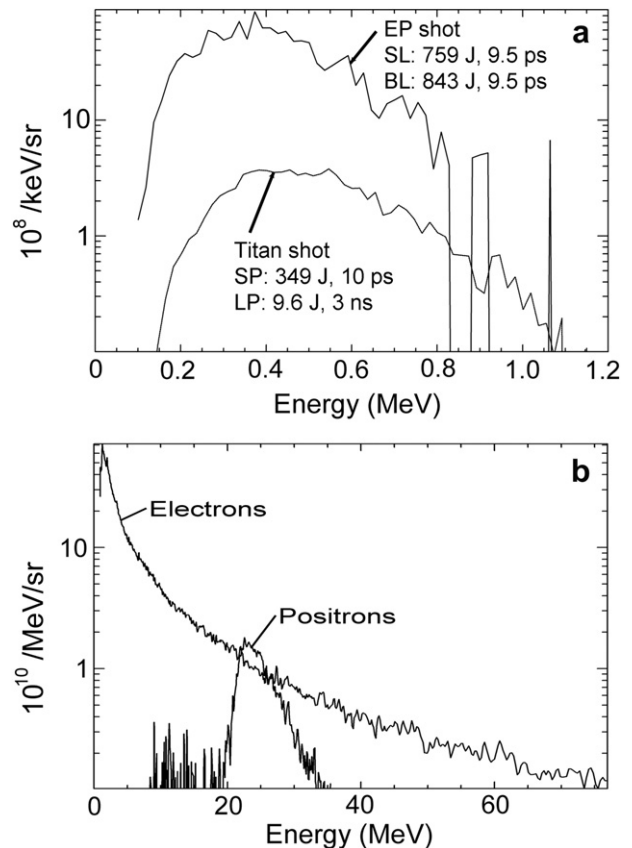 a
EP shot
SL: 759 J, 9.5 ps
BL: 843 J, 9.5 ps
10
1
10⁸ /keV/sr
Titan shot
SP: 349 J, 10 ps
LP: 9.6 J, 3 ns
0 0.2 0.4 0.6 0.8 1.0 1.2
Energy (MeV)
b
Electrons
Positrons
10
1
10¹⁰ /MeV/sr
0 20 40 60
Energy (MeV)